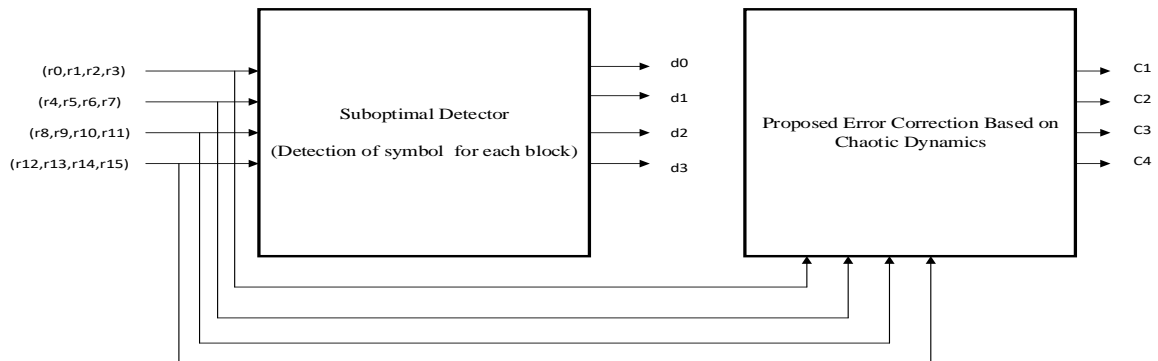 (r0,r1,r2,r3)
(r4,r5,r6,r7)
(r8,r9,r10,r11)
(r12,r13,r14,r15)
Suboptimal Detector
(Detection of symbol for each block)
d0
d1
d2
d3
Proposed Error Correction Based on
Chaotic Dynamics
C1
C2
C3
C4